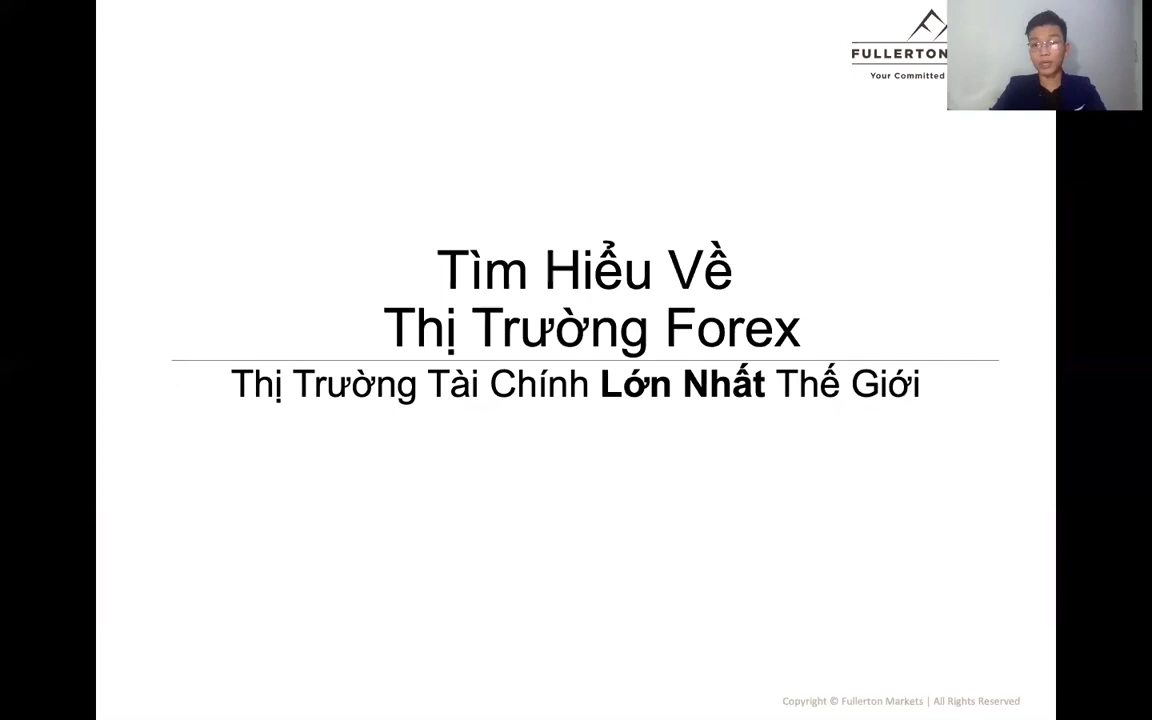 FULLERTON
Your Committed
Tìm Hiểu Về
Thị Trường Forex
Thị Trường Tài Chính Lớn Nhất Thế Giới
Copyright © Fullerton Markets | All Rights Reserved